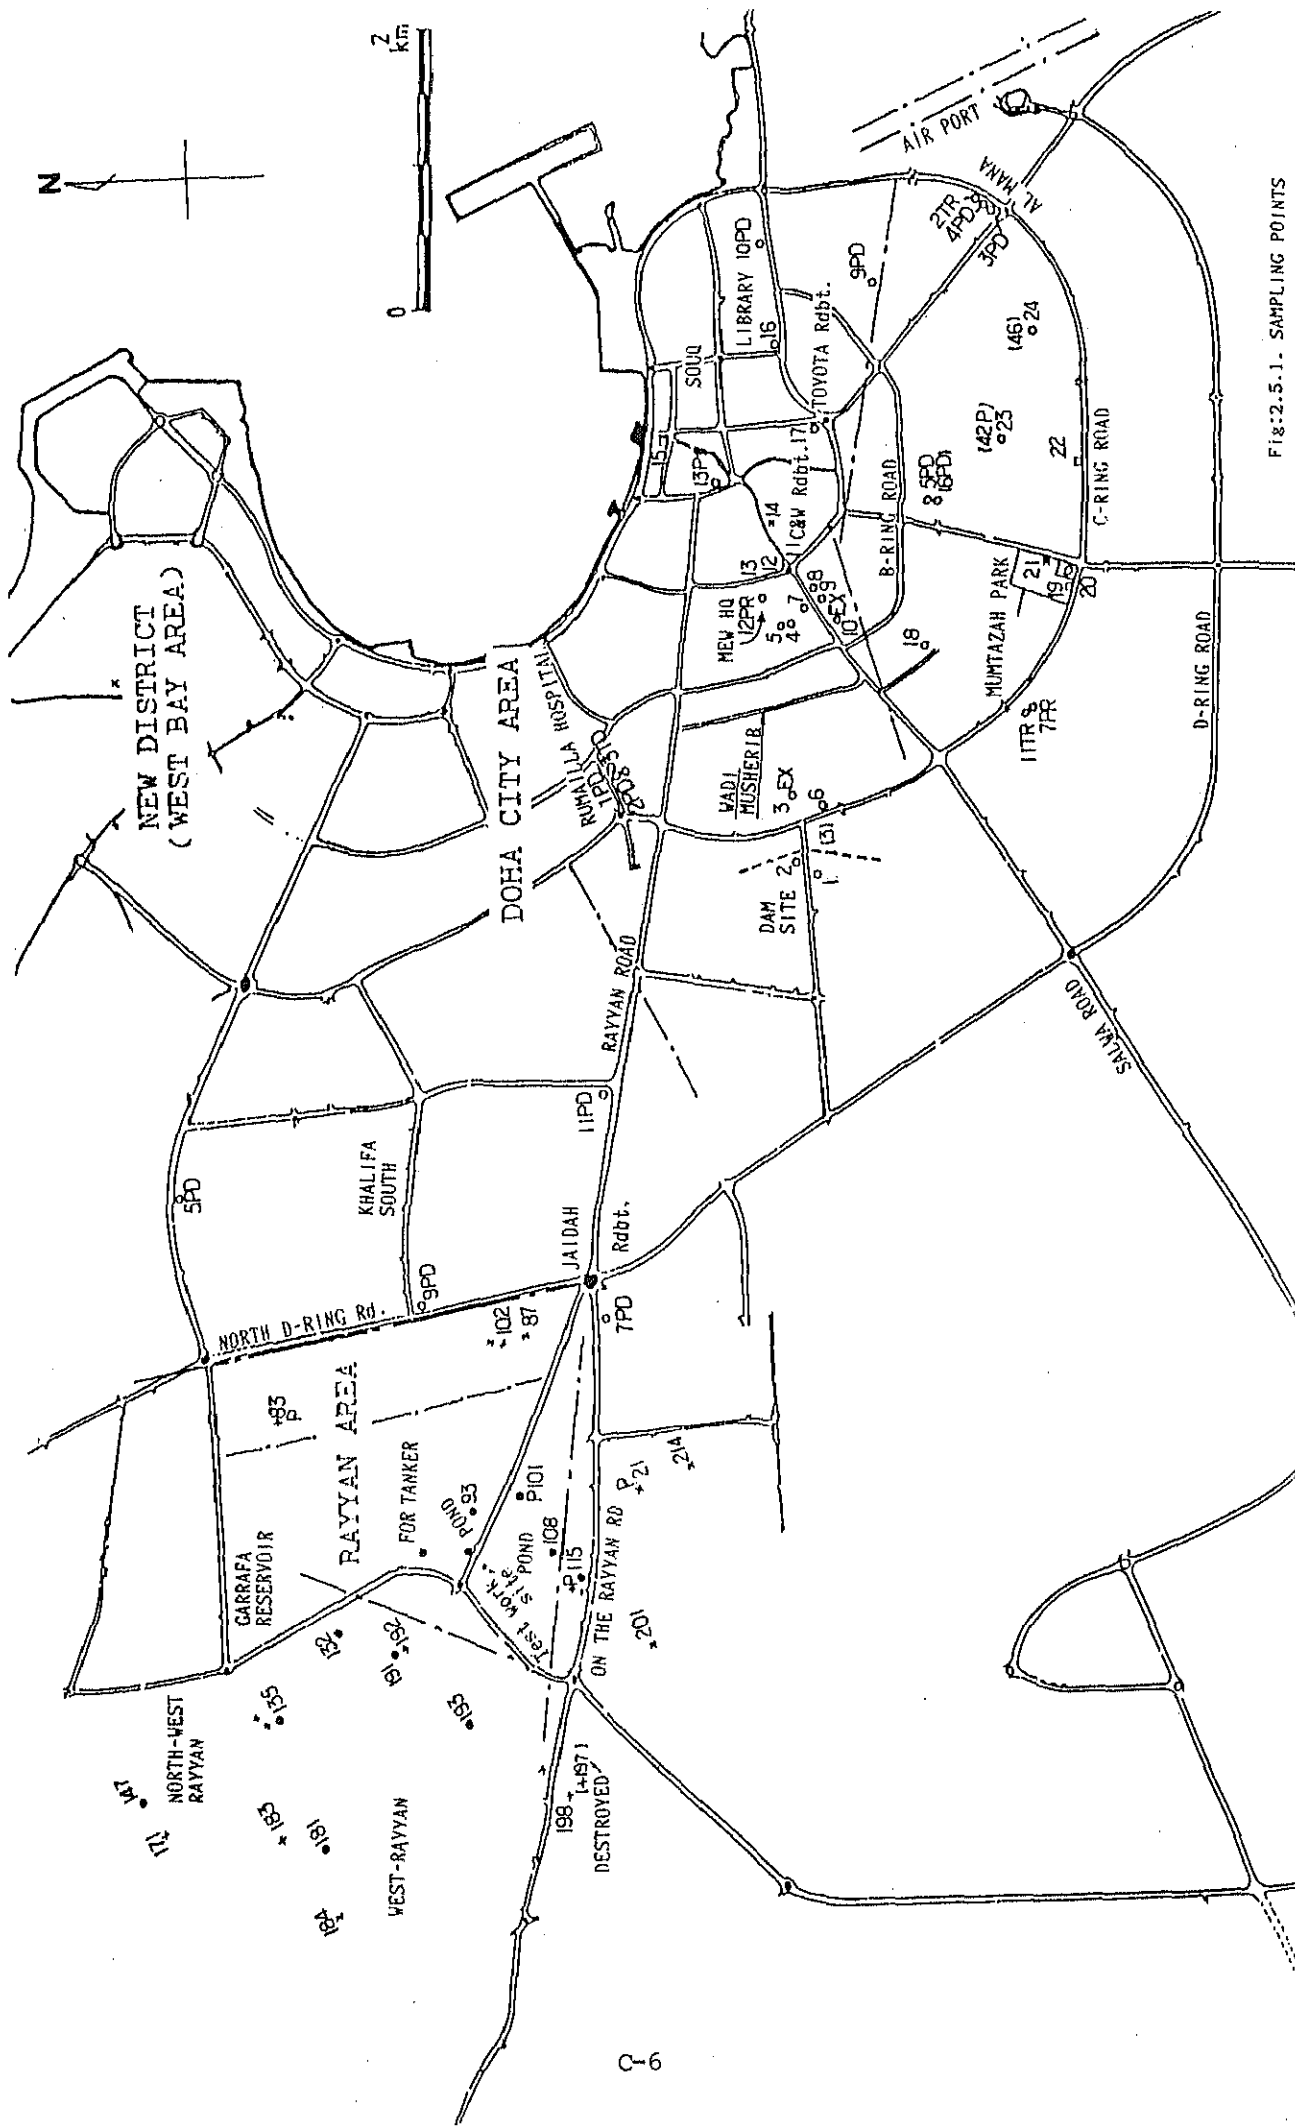 N
0
2
km
NEW DISTRICT
(WEST BAY AREA)
DOHA CITY AREA
RUMAILLA HOSPITAL
1PD
2PD
RAYYAN ROAD
11PD
KHALIFA
SOUTH
5PD
9PD
NORTH D-RING Rd.
JAIDAH
Rdbt.
7PD
102
87
83
P
RAYYAN AREA
FOR TANKER
POND
93
P101
POND
108
P115
Test work
site
ON THE RAYYAN RD
P
21
214
201
GARRAFA
RESERVOIR
132
191
192
193
135
NORTH-WEST
RAYYAN
147
171
183
181
184
WEST-RAYYAN
198
(+197)
DESTROYED
SOUQ
LIBRARY
10PD
16
15
13P
14
17
TOYOTA Rdbt.
C&W Rdbt.
11
12
13
MEW HQ
(12PR
5
4
7
8
9
EX
10
B-RING ROAD
18
WADI
MUSHERIB
3
EX
6
(3)
2
1
DAM
SITE
9PD
AIR PORT
AL MANA
2TR
4PD
3PD
(46)
24
(42P)
23
22
5PD
(6PD)
C-RING ROAD
MUMTAZAH PARK
21
19
20
11TR
7PR
D-RING ROAD
SALWA ROAD
Fig:2.5.1. SAMPLING POINTS
C-6